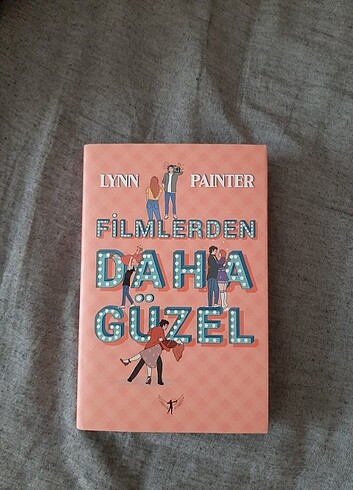 LYNN PAINTER
FİLMLERDEN
DAHA
GÜZEL